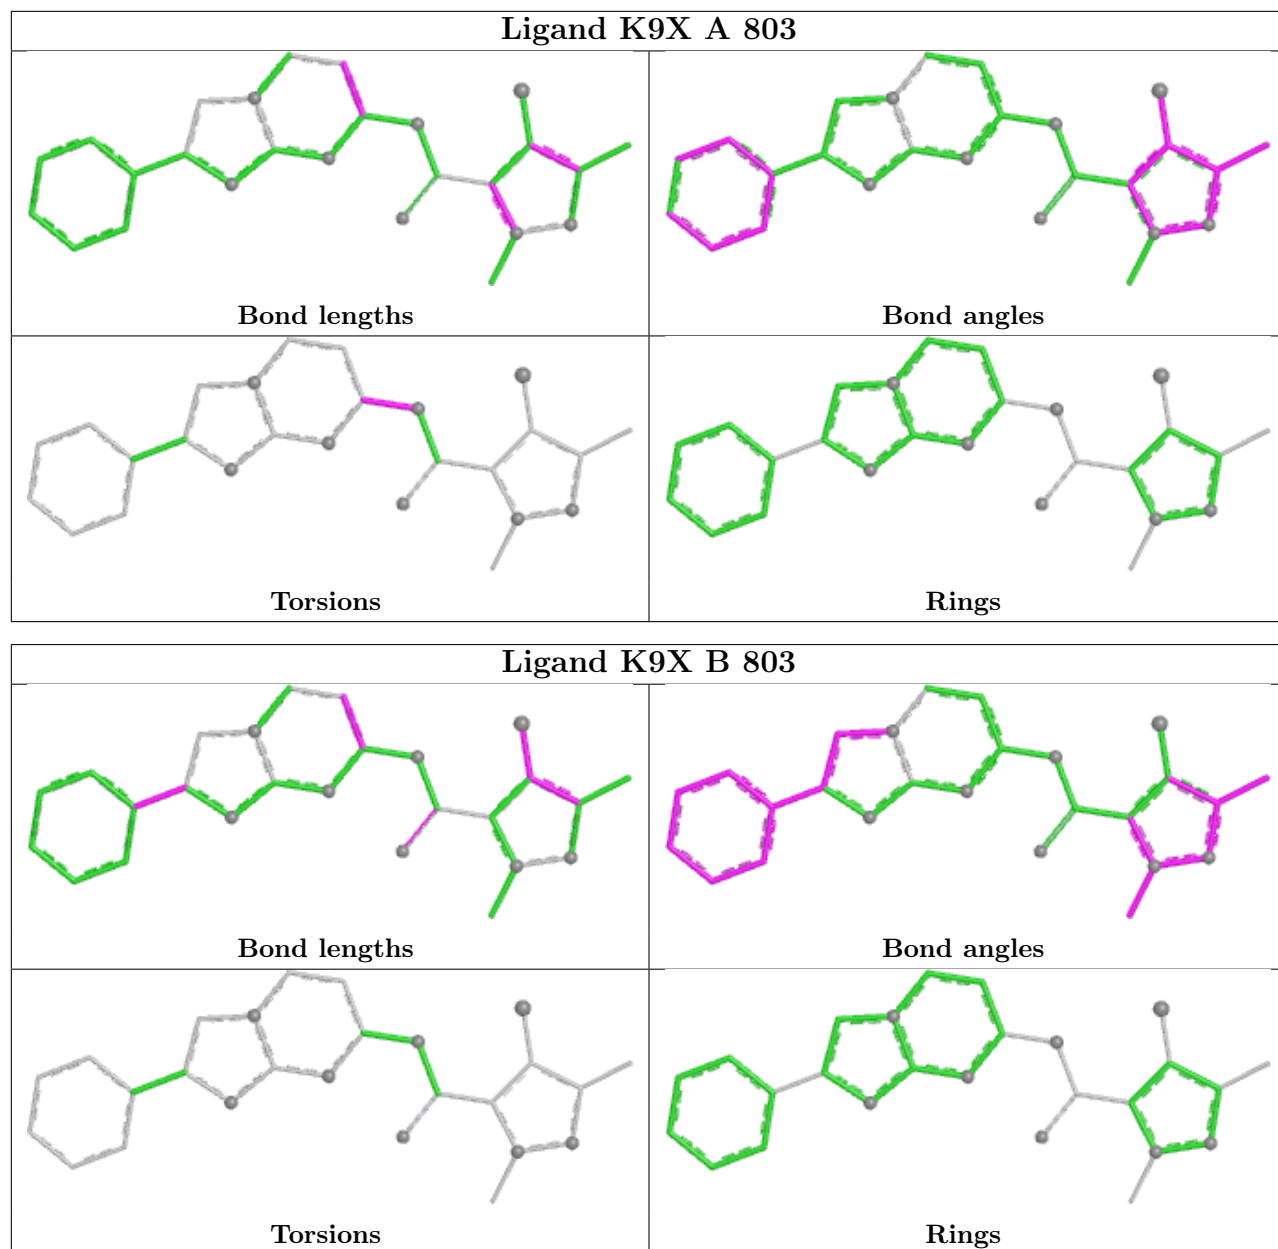 Ligand K9X A 803
Bond lengths
Bond angles
Torsions
Rings
Ligand K9X B 803
Bond lengths
Bond angles
Torsions
Rings